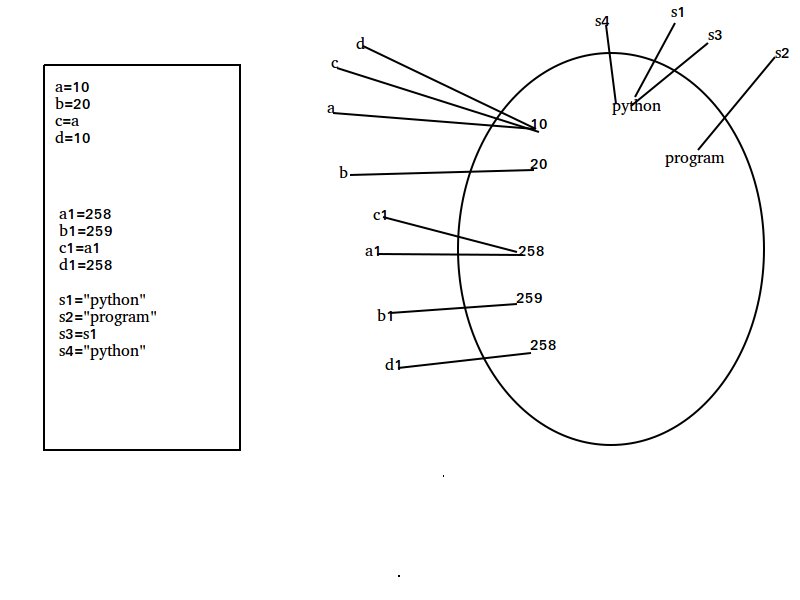 a=10
b=20
c=a
d=10
a1=258
b1=259
c1=a1
d1=258
s1="python"
s2="program"
s3=s1
s4="python"
d
c
a
b
c1
a1
b1
d1
10
20
258
259
258
s4
s1
s3
s2
python
program